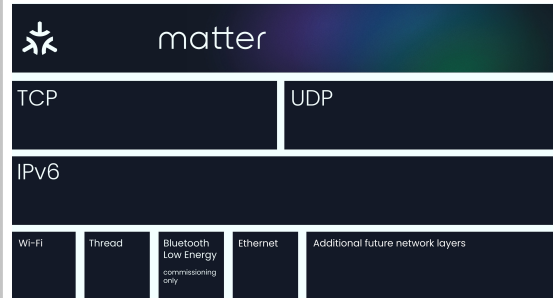 matter
TCP
UDP
IPv6
Wi-Fi
Thread
Bluetooth
Low Energy
commissioning
only
Ethernet
Additional future network layers